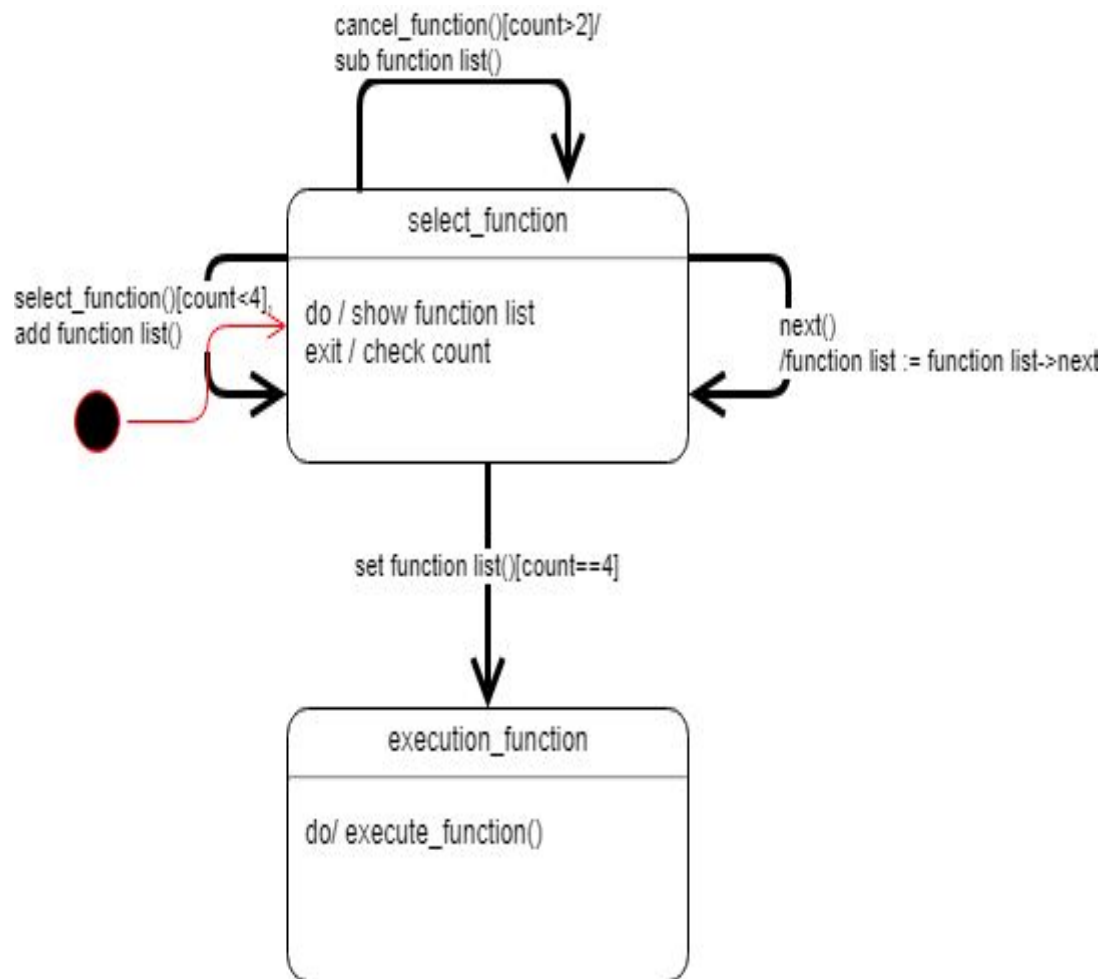 cancel_function()[count>2]/
sub function list()
select_function
select_function()[count<4],
add function list()
do / show function list
exit / check count
next()
/function list := function list->next
set function list()[count==4]
execution_function
do/ execute_function()